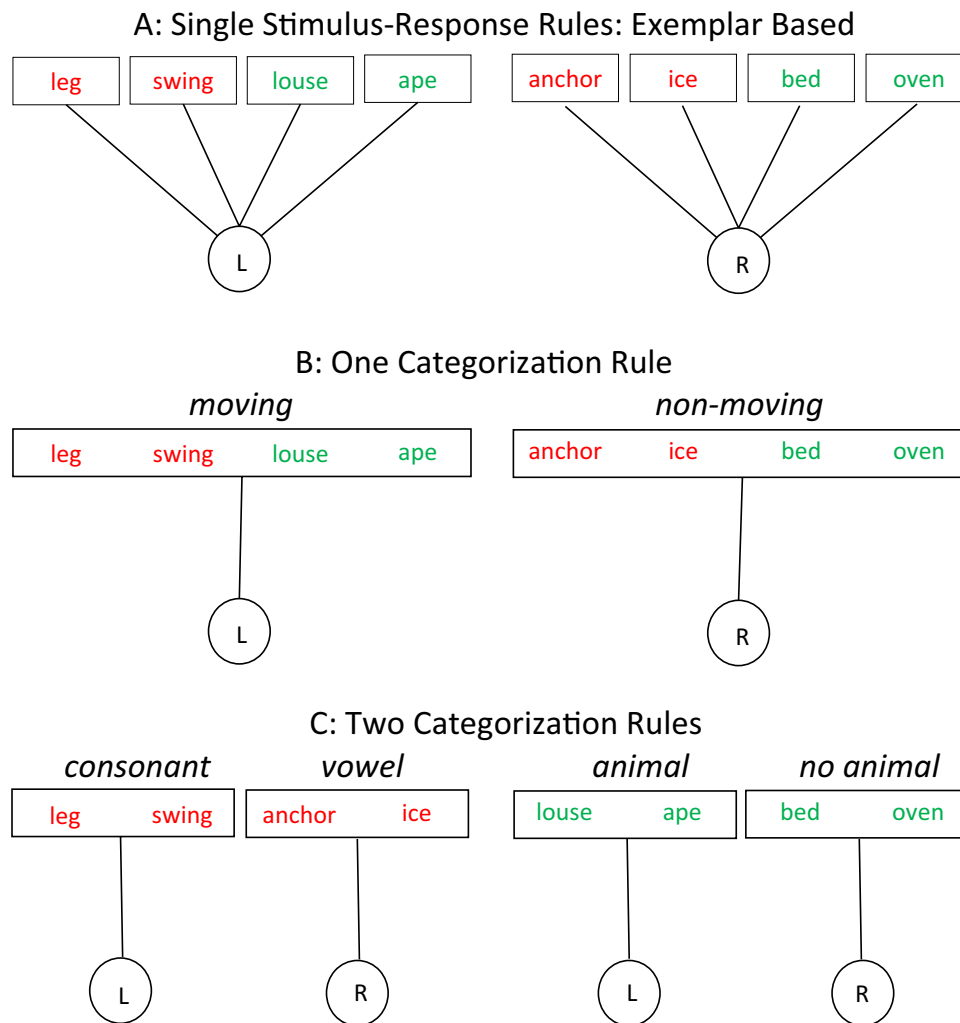 A: Single Stimulus-Response Rules: Exemplar Based
leg swing louse ape anchor ice bed oven
L R
B: One Categorization Rule
moving non-moving
leg swing louse ape anchor ice bed oven
L R
C: Two Categorization Rules
consonant vowel animal no animal
leg swing anchor ice louse ape bed oven
L R L R